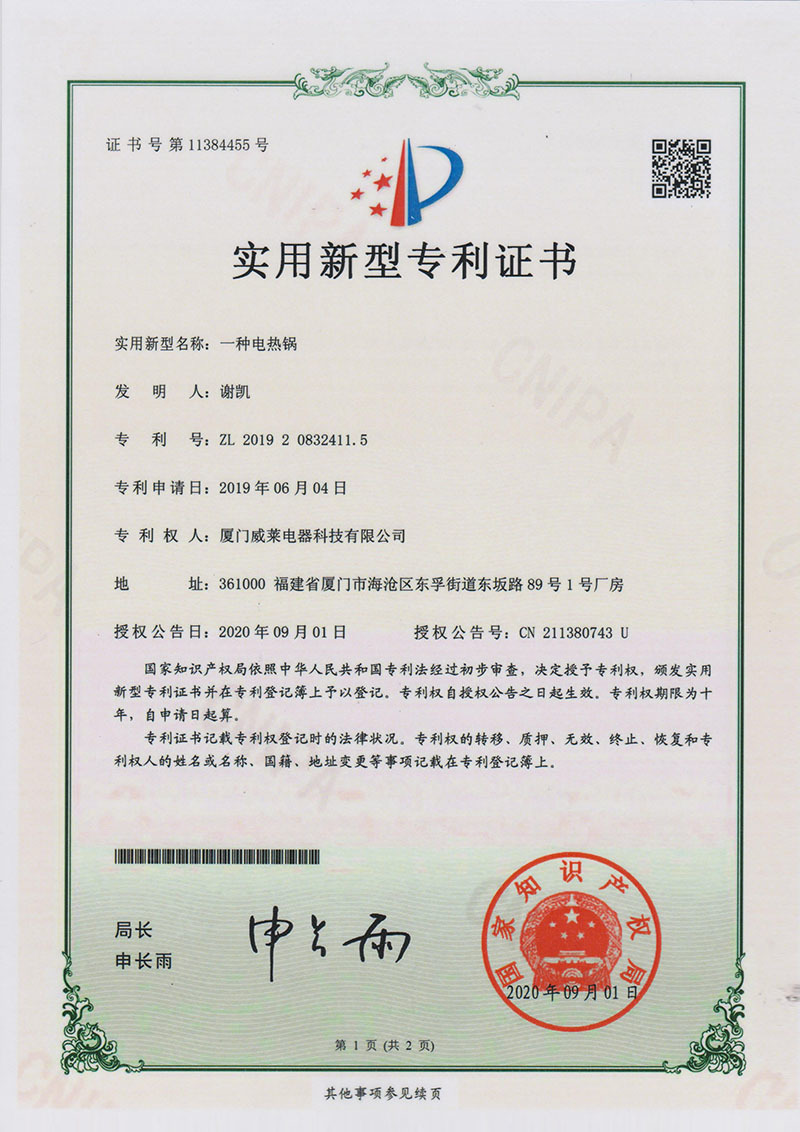 证书号第11384455号
实用新型专利证书
实用新型名称：一种电热锅
发明人：谢凯
专利号：ZL 2019 2 0832411.5
专利申请日：2019年06月04日
专利权人：厦门威莱电器科技有限公司
地址：361000 福建省厦门市海沧区东孚街道东坂路89号1号厂房
授权公告日：2020年09月01日 授权公告号：CN 211380743 U
国家知识产权局依照中华人民共和国专利法经过初步审查，决定授予专利权，颁发实用
新型专利证书并在专利登记簿上予以登记。专利权自授权公告之日起生效。专利权期限为十
年，自申请日起算。
专利证书记载专利权登记时的法律状况。专利权的转移、质押、无效、终止、恢复和专
利权人的姓名或名称、国籍、地址变更等事项记载在专利登记簿上。
局长
申长雨
申长雨
国家知识产权局
2020年09月01日
第 1 页 (共 2 页)
其他事项参见续页
CNIPA
CNIPA
CNIPA